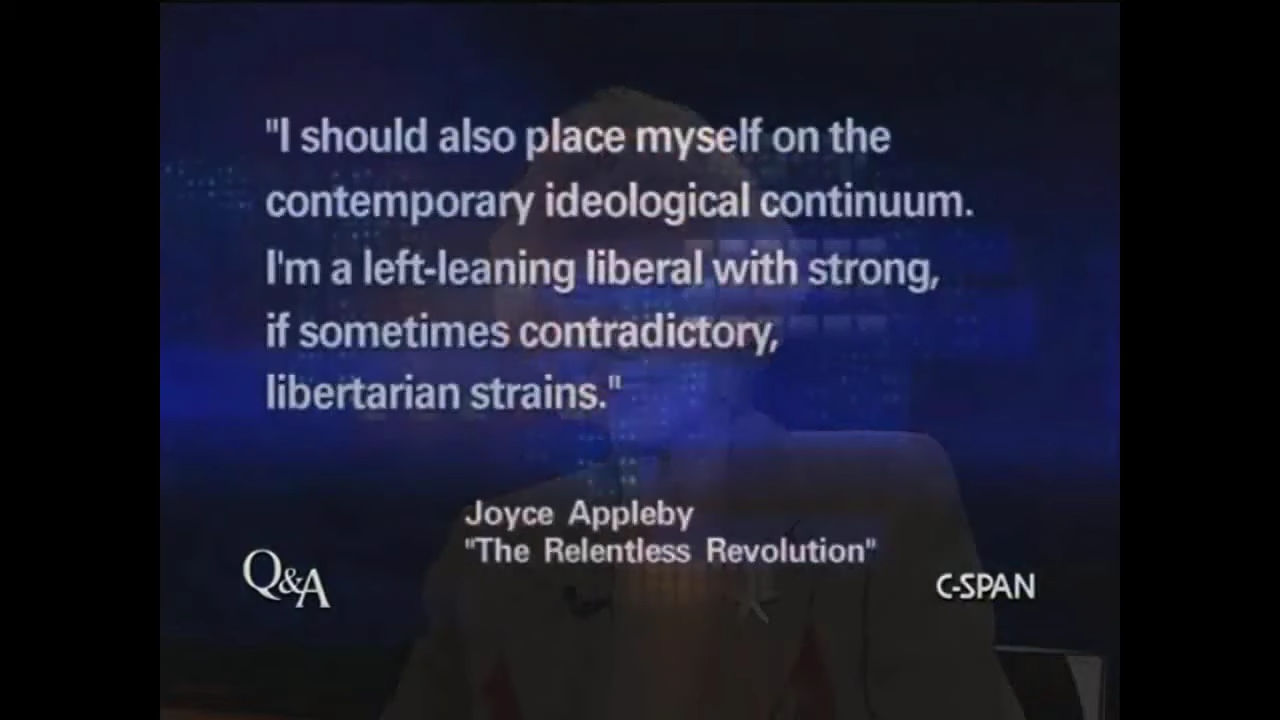 "I should also place myself on the
contemporary ideological continuum.
I'm a left-leaning liberal with strong,
if sometimes contradictory,
libertarian strains."
Joyce Appleby
"The Relentless Revolution"
Q&A
C-SPAN